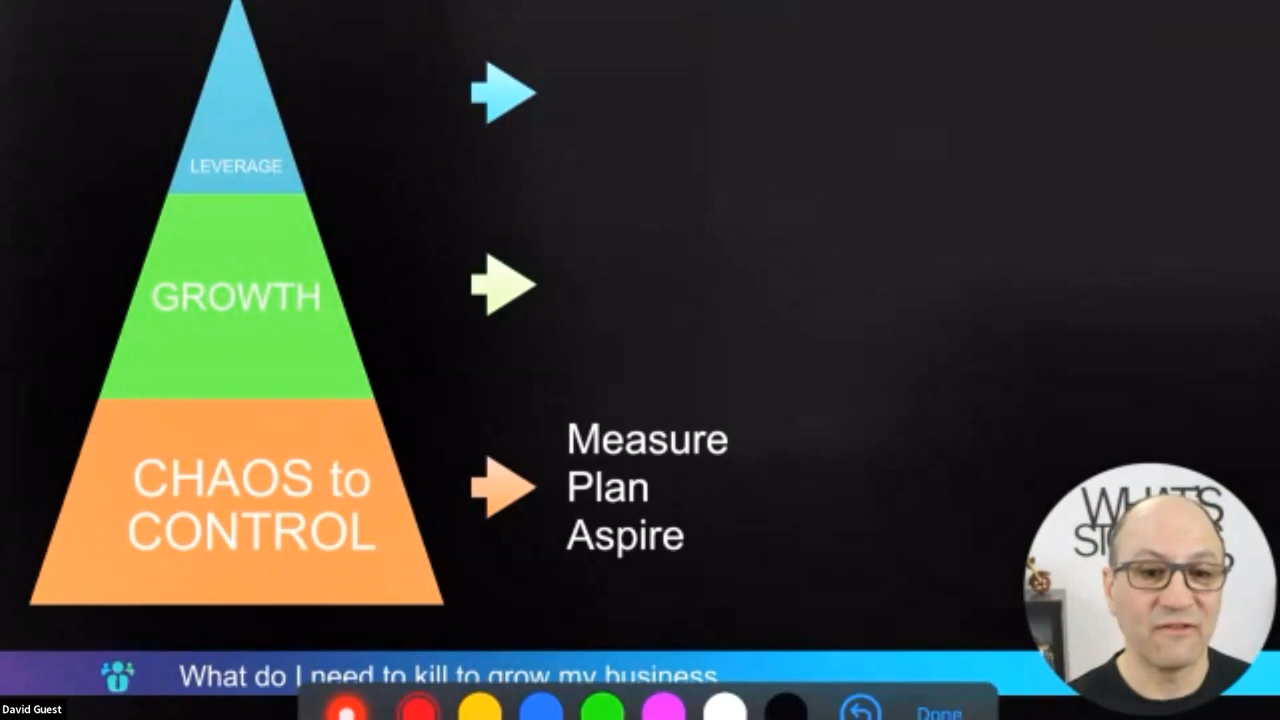 LEVERAGE
GROWTH
CHAOS to
CONTROL
Measure
Plan
Aspire
WHAT'S
What do I need to kill to grow my business
David Guest
Done